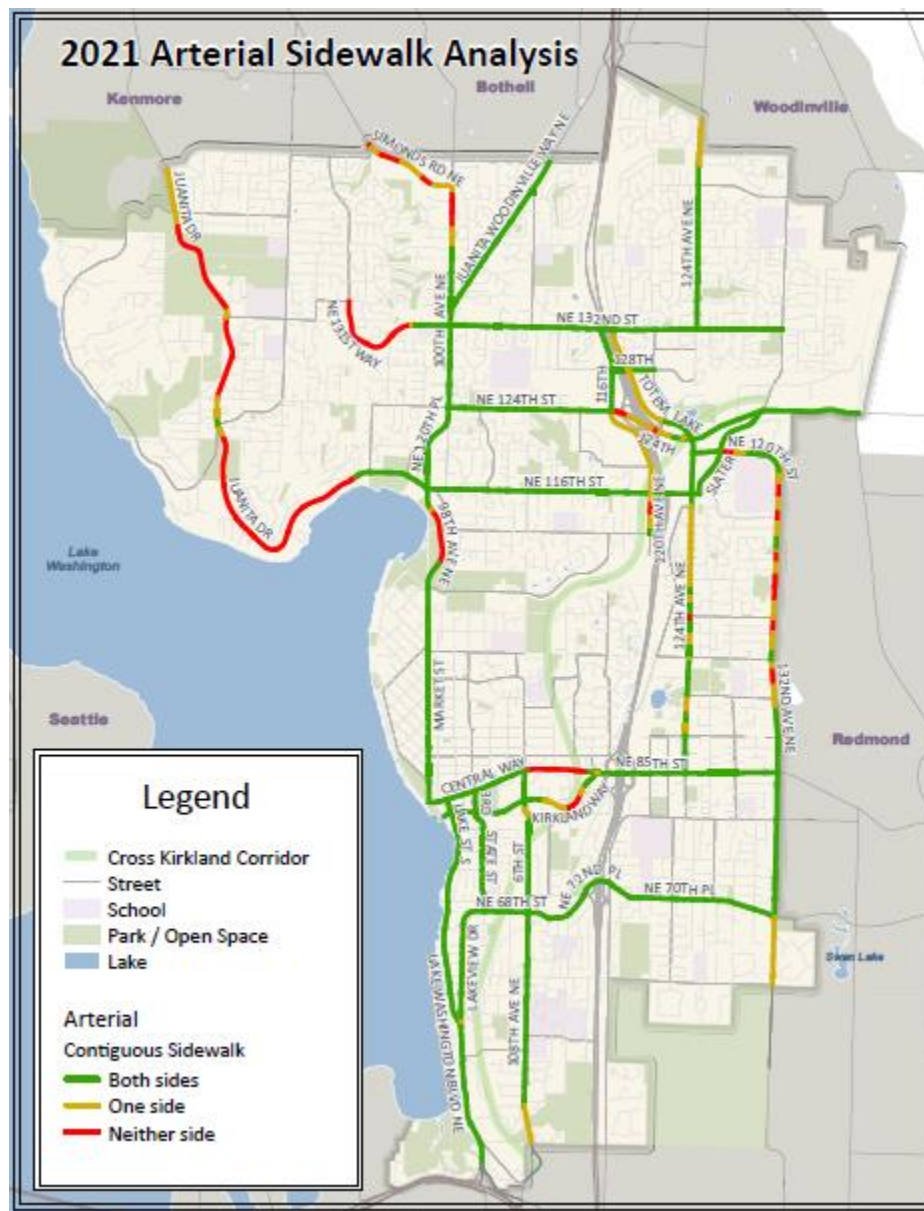 2021 Arterial Sidewalk Analysis
Kenmore
Bothell
Woodinville
SIMONDS RD NE
JUANITA WOODINVILLE WAY NE
JUANITA DR
124TH AVE NE
NE 132ND ST
NE 131ST WAY
100TH AVE NE
128TH
116TH
TOTEM LAKE
NE 124TH ST
124TH
NE 120TH PL
NE 120TH ST
SLATER
NE 116TH ST
JUANITA DR
98TH AVE NE
120TH AVE NE
Lake
Washington
124TH AVE NE
132ND AVE NE
MARKET ST
Seattle
Redmond
CENTRAL WAY
NE 85TH ST
KIRKLAND WAY
LAKE ST S
3RD
STATE ST
6TH ST
NE 72ND PL
NE 70TH PL
NE 68TH ST
LAKEVIEW DR
LAKE WASHINGTON BLVD NE
108TH AVE NE
Swan Lake
Legend
Cross Kirkland Corridor
Street
School
Park / Open Space
Lake
Arterial
Contiguous Sidewalk
Both sides
One side
Neither side